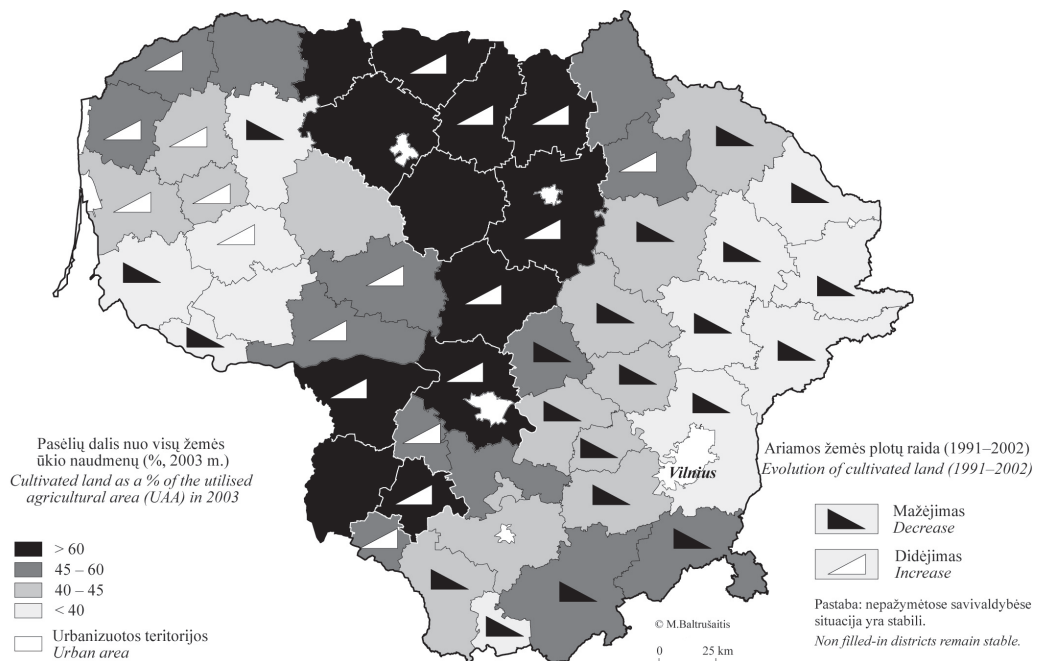 Pasėlių dalis nuo visų žemės
ūkio naudmenų (%, 2003 m.)
Cultivated land as a % of the utilised
agricultural area (UAA) in 2003
> 60
45 – 60
40 – 45
< 40
Urbanizuotos teritorijos
Urban area
Vilnius
Ariamos žemės plotų raida (1991–2002)
Evolution of cultivated land (1991–2002)
Mažėjimas
Decrease
Didėjimas
Increase
Pastaba: nepažymėtose savivaldybėse
situacija yra stabili.
Non filled-in districts remain stable.
© M.Baltrušaitis
0 25 km